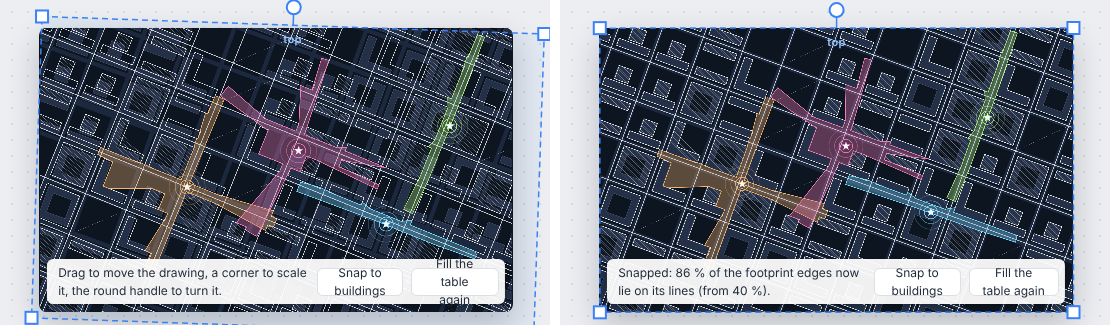 top
Drag to move the drawing, a corner to scale
it, the round handle to turn it.
Snap to
buildings
Fill the
table
again
top
Snapped: 86 % of the footprint edges now
lie on its lines (from 40 %).
Snap to
buildings
Fill the
table again